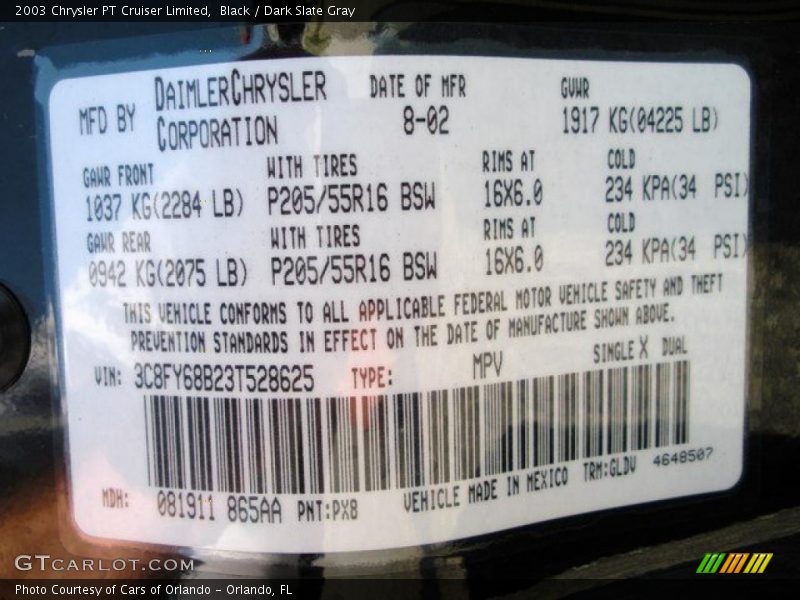 2003 Chrysler PT Cruiser Limited, Black / Dark Slate Gray
MFD BY DAIMLERCHRYSLER CORPORATION DATE OF MFR 8-02 GVWR 1917 KG(04225 LB)
GAWR FRONT WITH TIRES RIMS AT COLD
1037 KG(2284 LB) P205/55R16 BSW 16X6.0 234 KPA(34 PSI)
GAWR REAR WITH TIRES RIMS AT COLD
0942 KG(2075 LB) P205/55R16 BSW 16X6.0 234 KPA(34 PSI)
THIS VEHICLE CONFORMS TO ALL APPLICABLE FEDERAL MOTOR VEHICLE SAFETY AND THEFT
PREVENTION STANDARDS IN EFFECT ON THE DATE OF MANUFACTURE SHOWN ABOVE.
VIN: 3C8FY68B23T528625 TYPE: MPV SINGLE X DUAL
MDH: 081911 865AA PNT:PX8 VEHICLE MADE IN MEXICO TRM:GLDV 4648507
GTCARLOT.COM
Photo Courtesy of Cars of Orlando - Orlando, FL